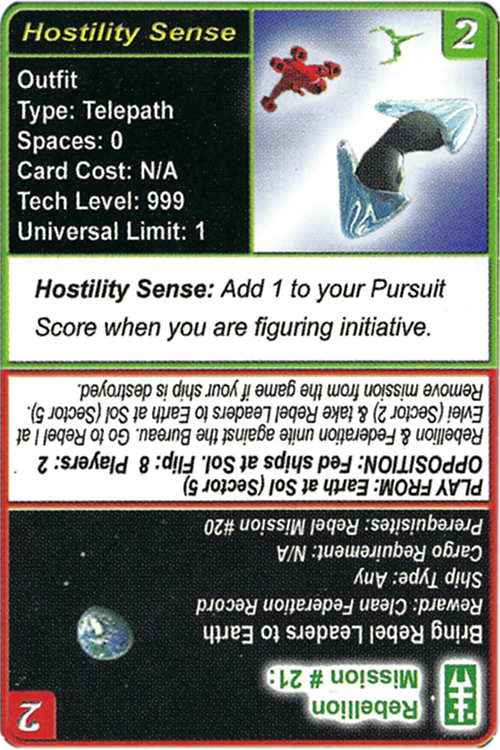 Hostility Sense
2
Outfit
Type: Telepath
Spaces: 0
Card Cost: N/A
Tech Level: 999
Universal Limit: 1
Hostility Sense: Add 1 to your Pursuit
Score when you are figuring initiative.
2
Rebellion
Mission # 21:
Bring Rebel Leaders to Earth
Reward: Clean Federation Record
Ship Type: Any
Cargo Requirement: N/A
Prerequisites: Rebel Mission #20
PLAY FROM: Earth at Sol (Sector 5)
OPPOSITION: Fed ships at Sol. Flip: 8 Players: 2
Rebellion & Federation unite against the Bureau. Go to Rebel I at
Evlei (Sector 2) & take Rebel Leaders to Earth at Sol (Sector 5).
Remove mission from the game if your ship is destroyed.